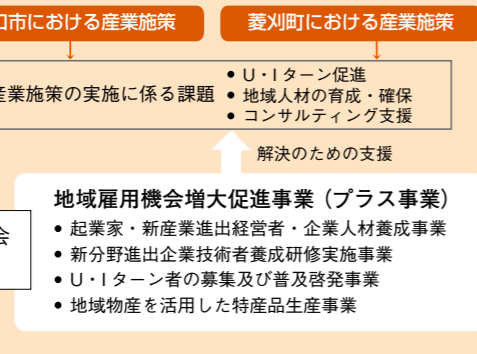 口市における産業施策
菱刈町における産業施策
産業施策の実施に係る課題
● U・Iターン促進
● 地域人材の育成・確保
● コンサルティング支援
解決のための支援
地域雇用機会増大促進事業（プラス事業）
● 起業家・新産業進出経営者・企業人材養成事業
● 新分野進出企業技術者養成研修実施事業
● U・Iターン者の募集及び普及啓発事業
● 地域物産を活用した特産品生産事業
会